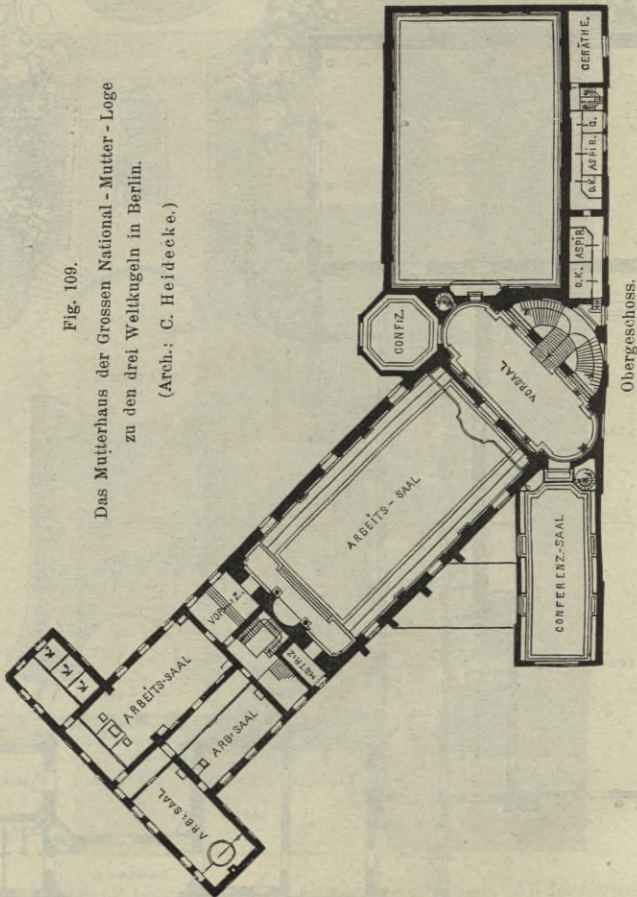 Fig. 109.
Das Mutterhaus der Grossen National-Mutter-Loge
zu den drei Weltkugeln in Berlin.
(Arch.: C. Heidecke.)
GERÄTHE.
D.K. ASPIR. G.
D.K. ASPIR.
CONF:Z.
VORSAAL
ARBEITS-SAAL
CONFERENZ-SAAL
MSTR:Z
K.
K.
K.
ARBEITS-SAAL
ARB:SAAL
ARB:SAAL
Obergeschoss.